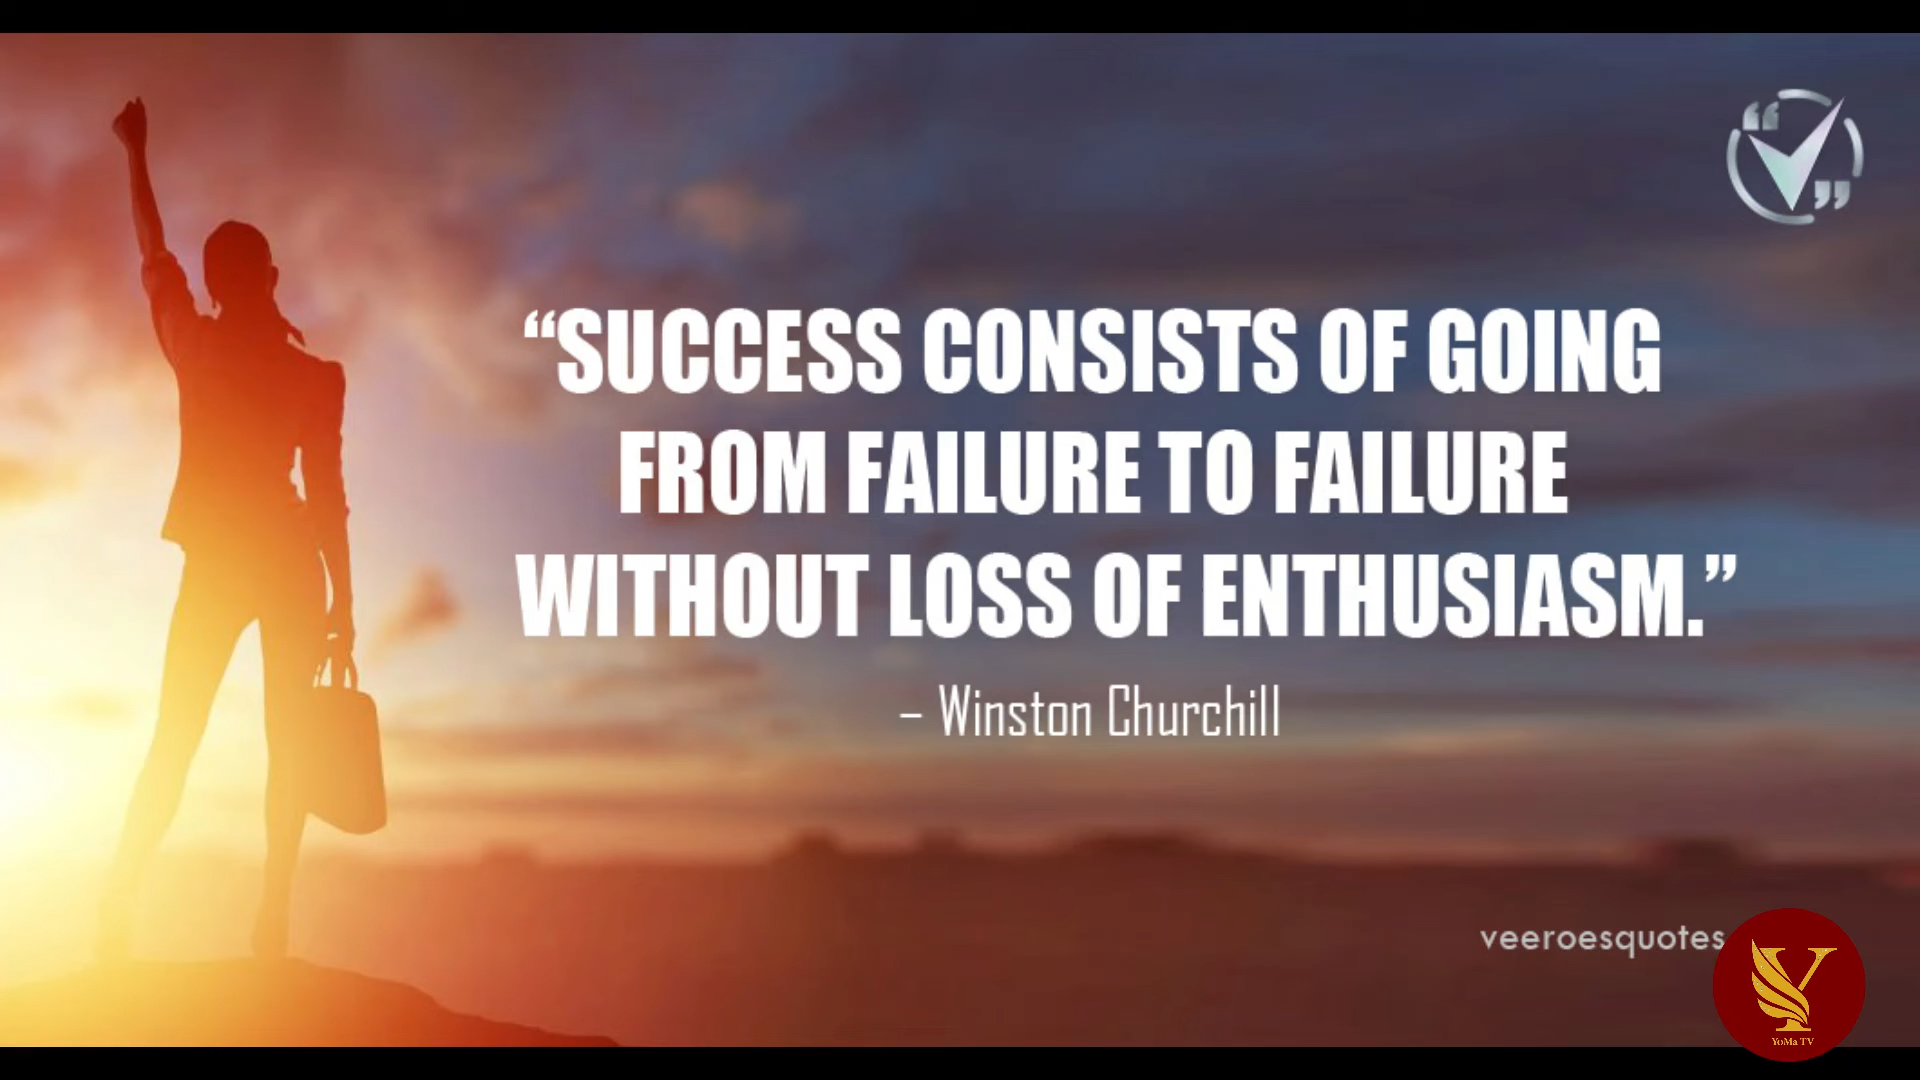 “SUCCESS CONSISTS OF GOING
FROM FAILURE TO FAILURE
WITHOUT LOSS OF ENTHUSIASM.”
– Winston Churchill
veeroesquotes
YoMa TV